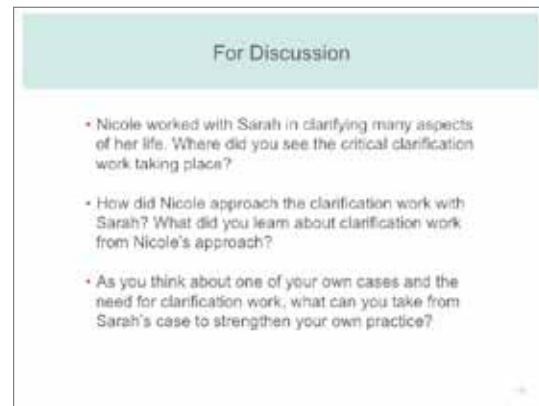 For Discussion
• Nicole worked with Sarah in clarifying many aspects
of her life. Where did you see the critical clarification
work taking place?
• How did Nicole approach the clarification work with
Sarah? What did you learn about clarification work
from Nicole's approach?
• As you think about one of your own cases and the
need for clarification work, what can you take from
Sarah's case to strengthen your own practice?